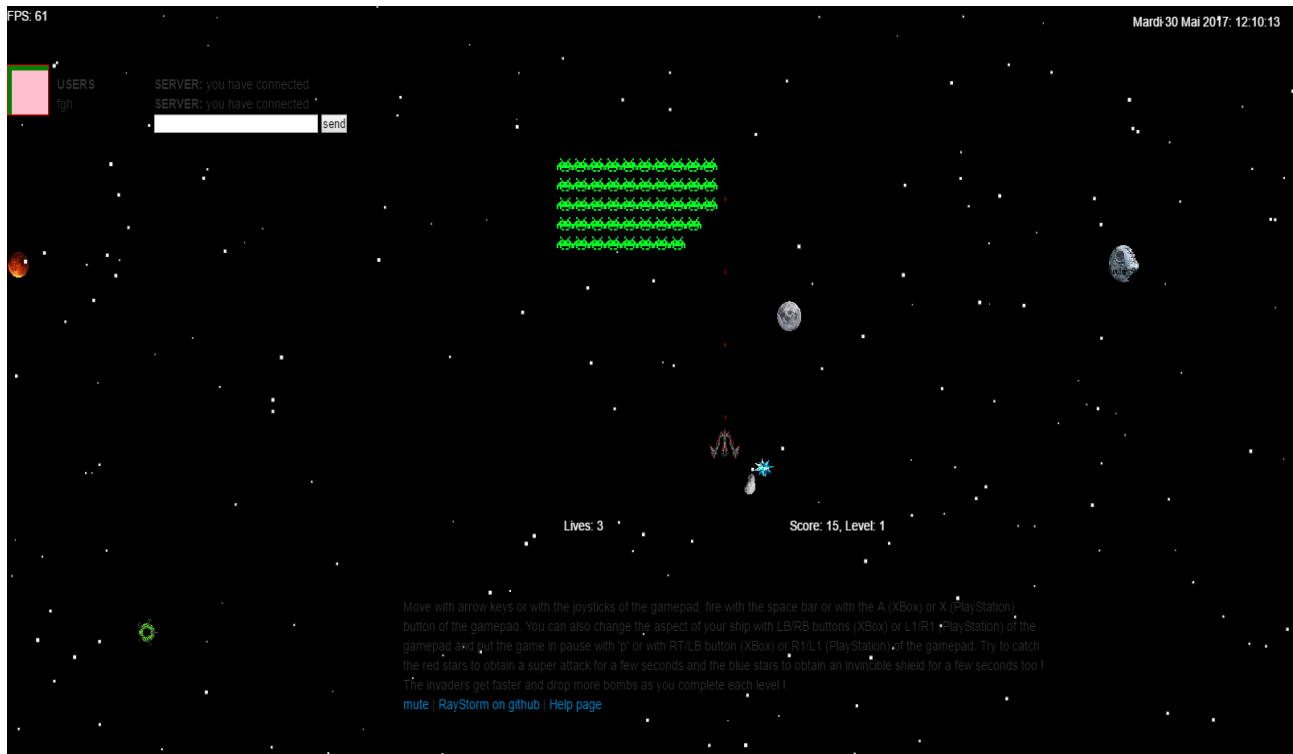 FPS: 61
Mardi 30 Mai 2017: 12:10:13
USERS
fgh
SERVER: you have connected
SERVER: you have connected
send
Lives: 3
Score: 15, Level: 1
Move with arrow keys or with the joysticks of the gamepad, fire with the space bar or with the A (XBox) or X (PlayStation)
button of the gamepad. You can also change the aspect of your ship with LB/RB buttons (XBox) or L1/R1 (PlayStation) of the
gamepad and put the game in pause with 'p' or with RT/LB button (XBox) or R1/L1 (PlayStation) of the gamepad. Try to catch
the red stars to obtain a super attack for a few seconds and the blue stars to obtain an invincible shield for a few seconds too !
The invaders get faster and drop more bombs as you complete each level !
mute | RayStorm on github | Help page